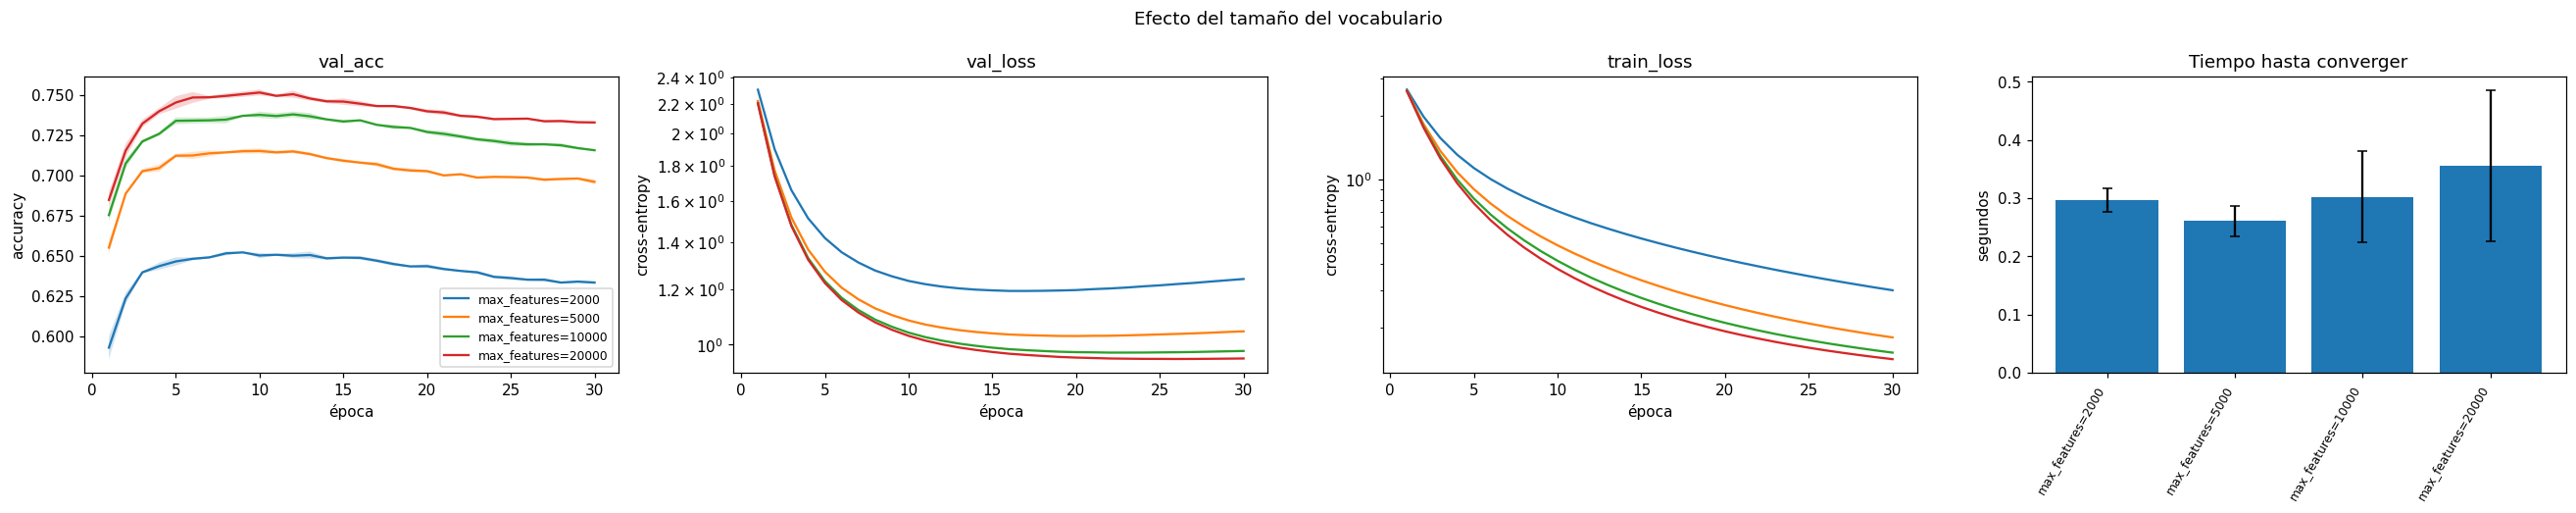 Efecto del tamaño del vocabulario
val_acc
accuracy
0.750
0.725
0.700
0.675
0.650
0.625
0.600
0 5 10 15 20 25 30
época
max_features=2000
max_features=5000
max_features=10000
max_features=20000
val_loss
cross-entropy
2.4 × 10⁰
2.2 × 10⁰
2 × 10⁰
1.8 × 10⁰
1.6 × 10⁰
1.4 × 10⁰
1.2 × 10⁰
10⁰
0 5 10 15 20 25 30
época
train_loss
cross-entropy
10⁰
0 5 10 15 20 25 30
época
Tiempo hasta converger
segundos
0.5
0.4
0.3
0.2
0.1
0.0
max_features=2000
max_features=5000
max_features=10000
max_features=20000